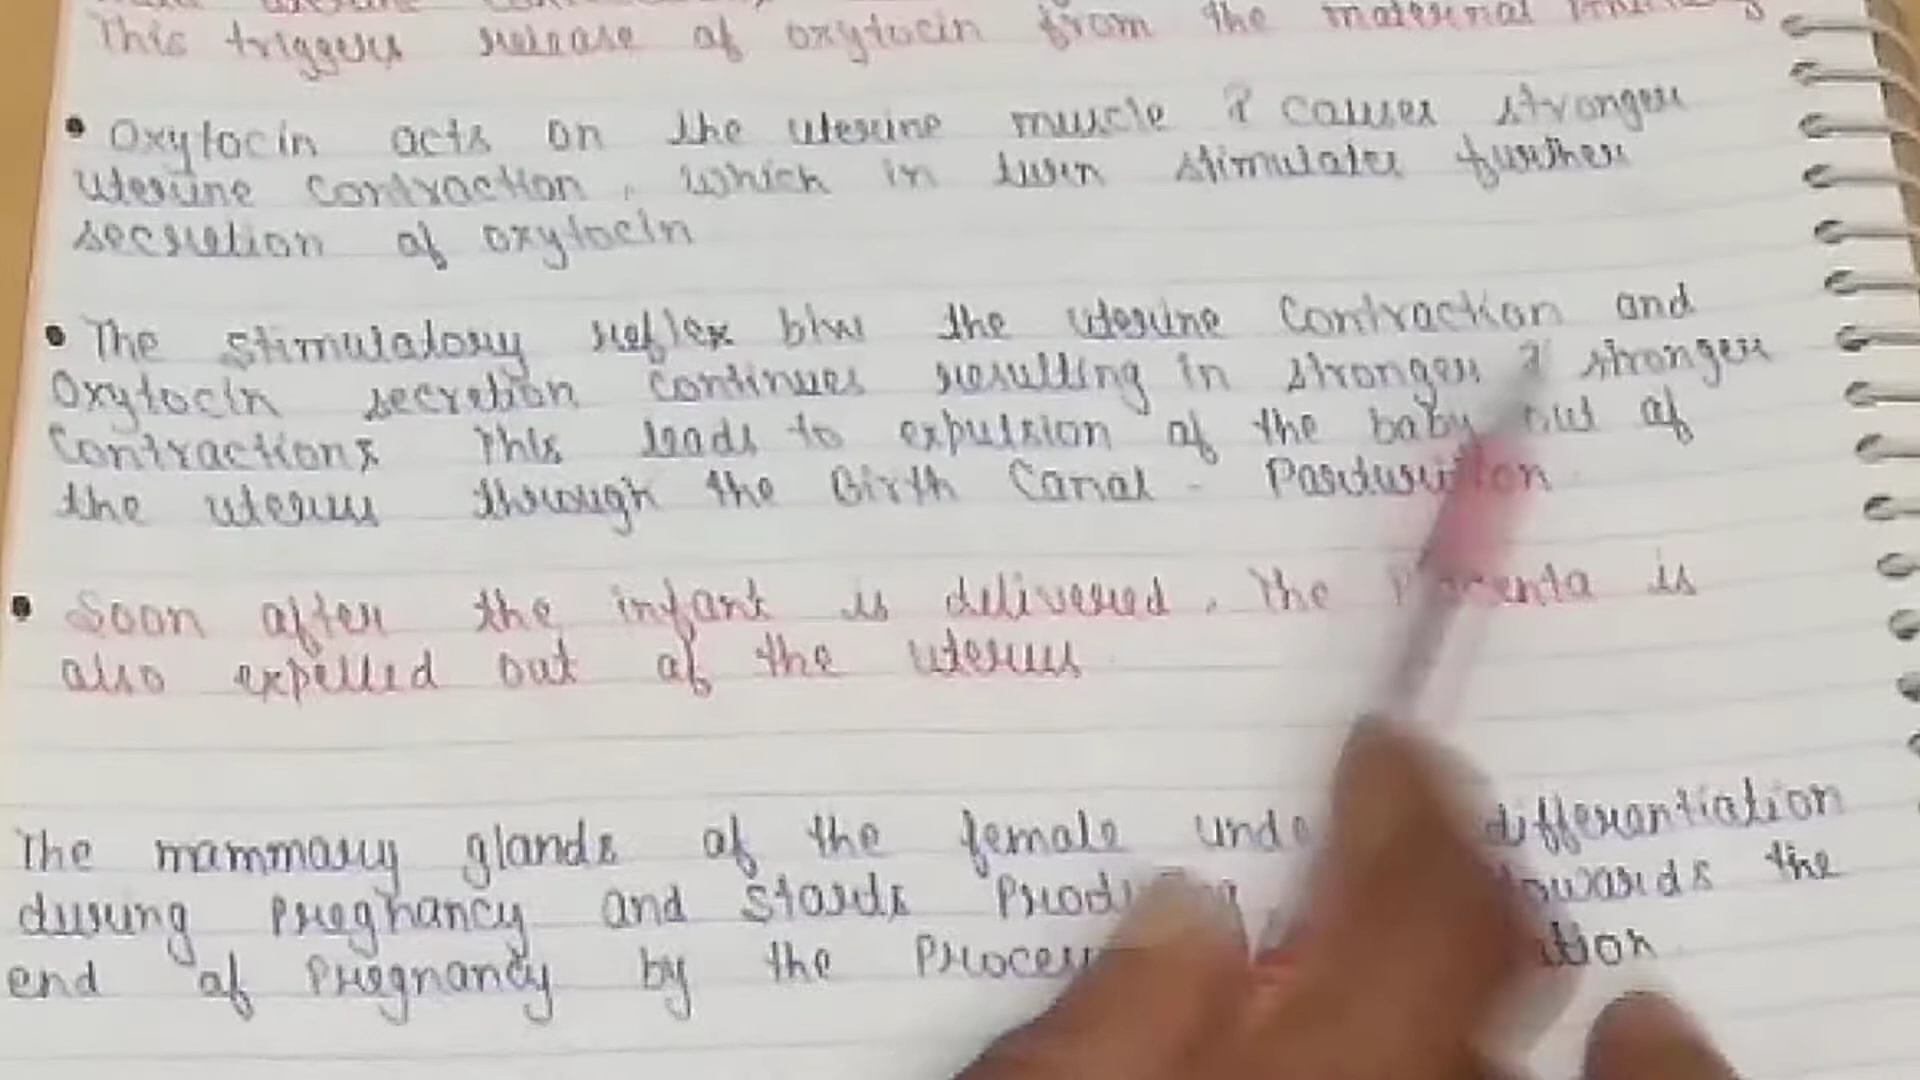 This triggers release of oxytocin from the maternal
• Oxytocin acts on the uterine muscle & causes stronger
uterine contraction, which in turn stimulates further
secretion of oxytocin
• The stimulatory reflex btw the uterine contraction and
Oxytocin secretion continues resulting in stronger & stronger
Contractions This leads to expulsion of the baby out of
the uterus through the Birth Canal - Parturition
• Soon after the infant is delivered, the Placenta is
also expelled out of the uterus
The mammary glands of the female differentiation
during Pregnancy and starts towards the
end of Pregnancy by the